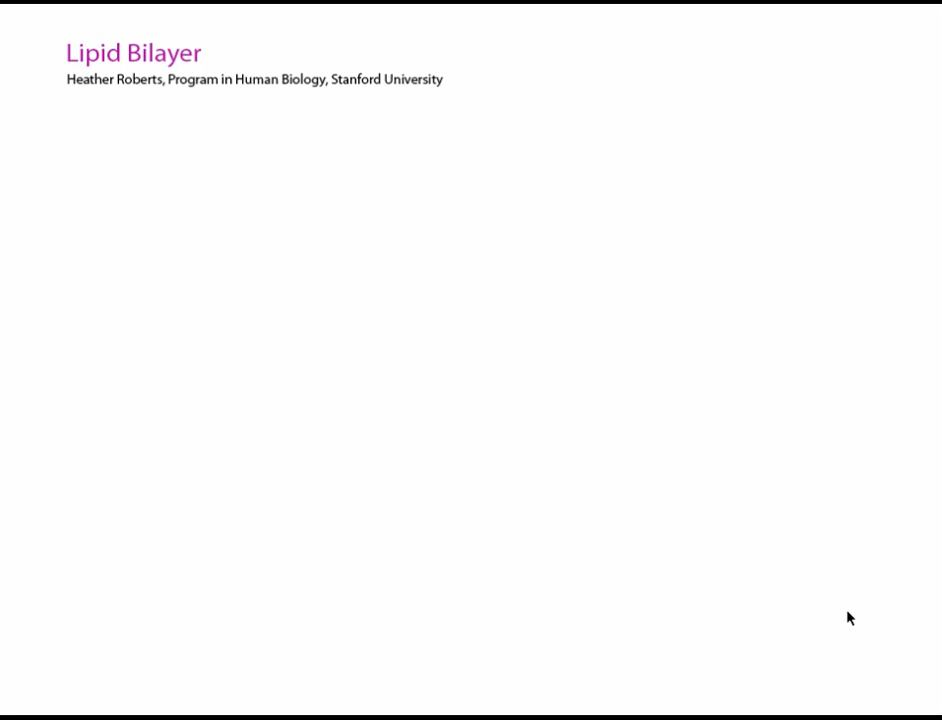 Lipid Bilayer
Heather Roberts, Program in Human Biology, Stanford University